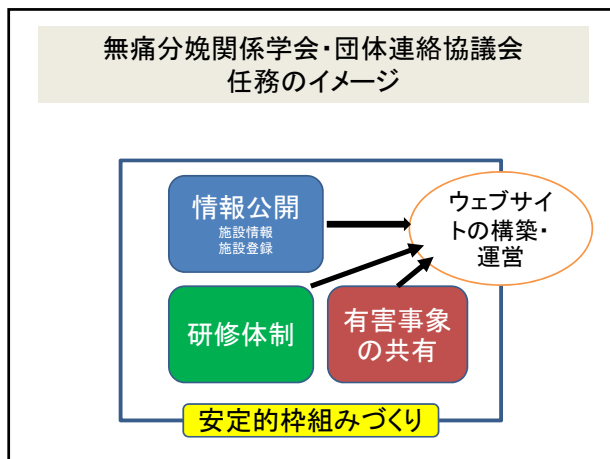 無痛分娩関係学会・団体連絡協議会
任務のイメージ
情報公開
施設情報
施設登録
ウェブサイ
トの構築・
運営
研修体制
有害事象
の共有
安定的枠組みづくり